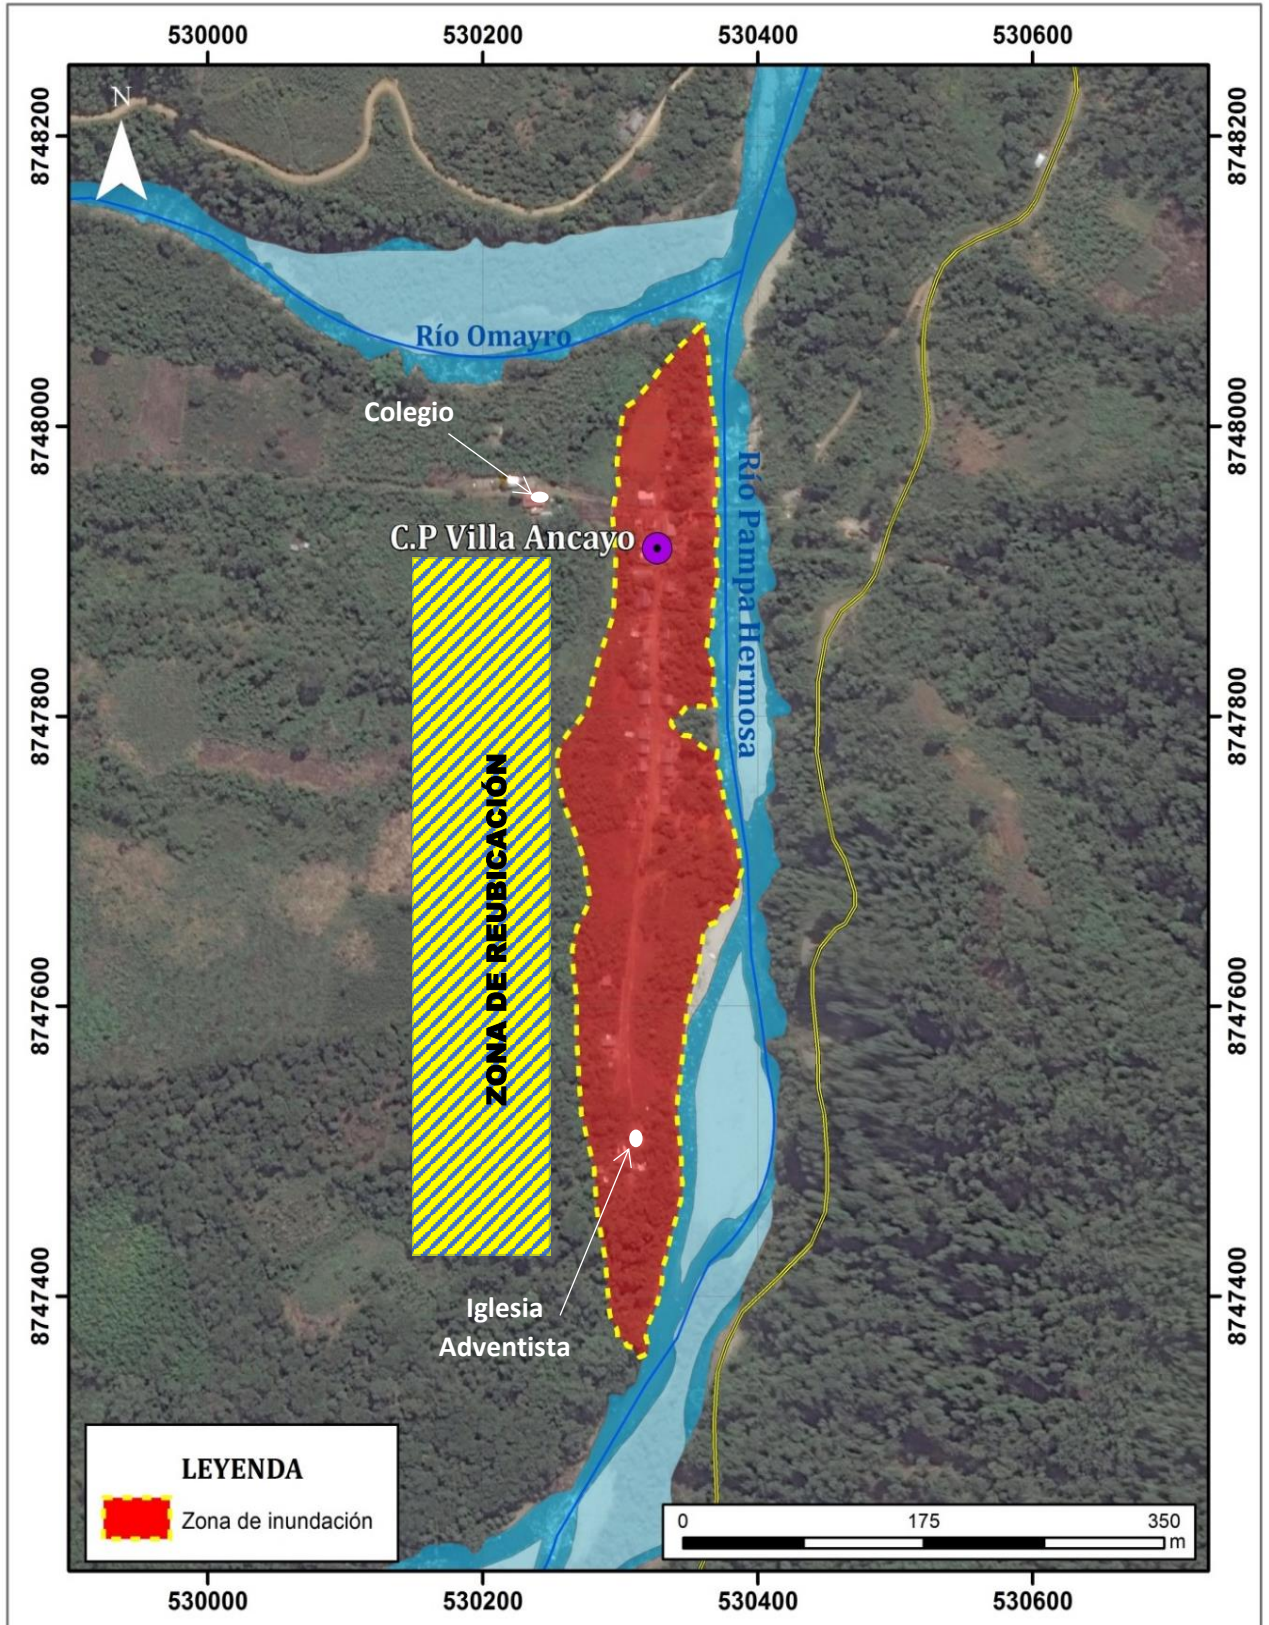 530000 530200 530400 530600
N
8748200
8748200
Río Omayro
Colegio
8748000
8748000
Río Pampa Hermosa
C.P Villa Ancayo
8747800
8747800
ZONA DE REUBICACIÓN
8747600
8747600
8747400
8747400
Iglesia
Adventista
LEYENDA
Zona de inundación
0 175 350
m
530000 530200 530400 530600